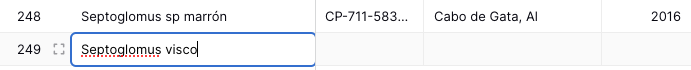 248 Septoglomus sp marrón CP-711-583... Cabo de Gata, Al 2016
249 Septoglomus visco